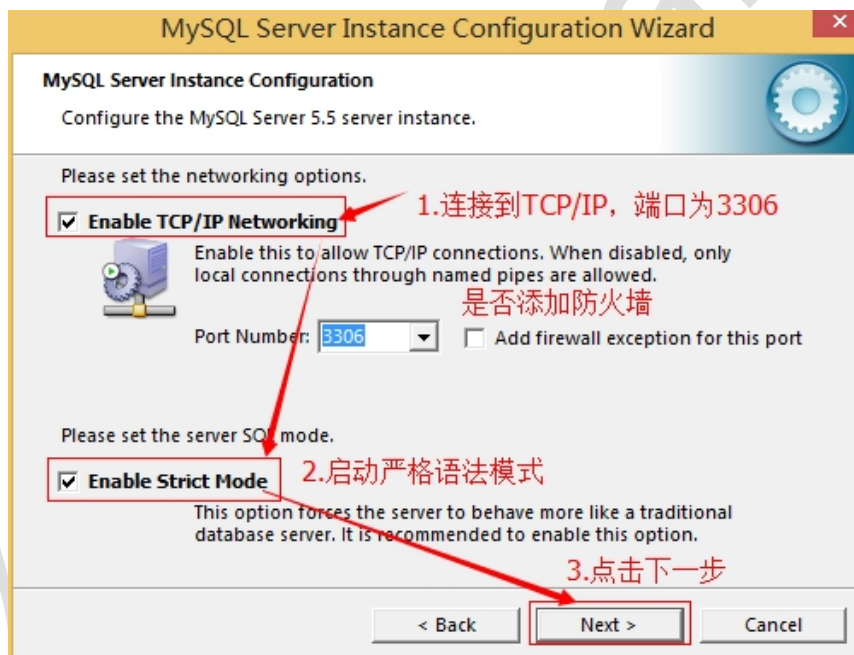 MySQL Server Instance Configuration Wizard
MySQL Server Instance Configuration
Configure the MySQL Server 5.5 server instance.
Please set the networking options.
1.连接到TCP/IP，端口为3306
Enable TCP/IP Networking
Enable this to allow TCP/IP connections. When disabled, only
local connections through named pipes are allowed.
是否添加防火墙
Port Number: 3306 Add firewall exception for this port
Please set the server SQL mode.
Enable Strict Mode 2.启动严格语法模式
This option forces the server to behave more like a traditional
database server. It is recommended to enable this option.
3.点击下一步
< Back Next > Cancel